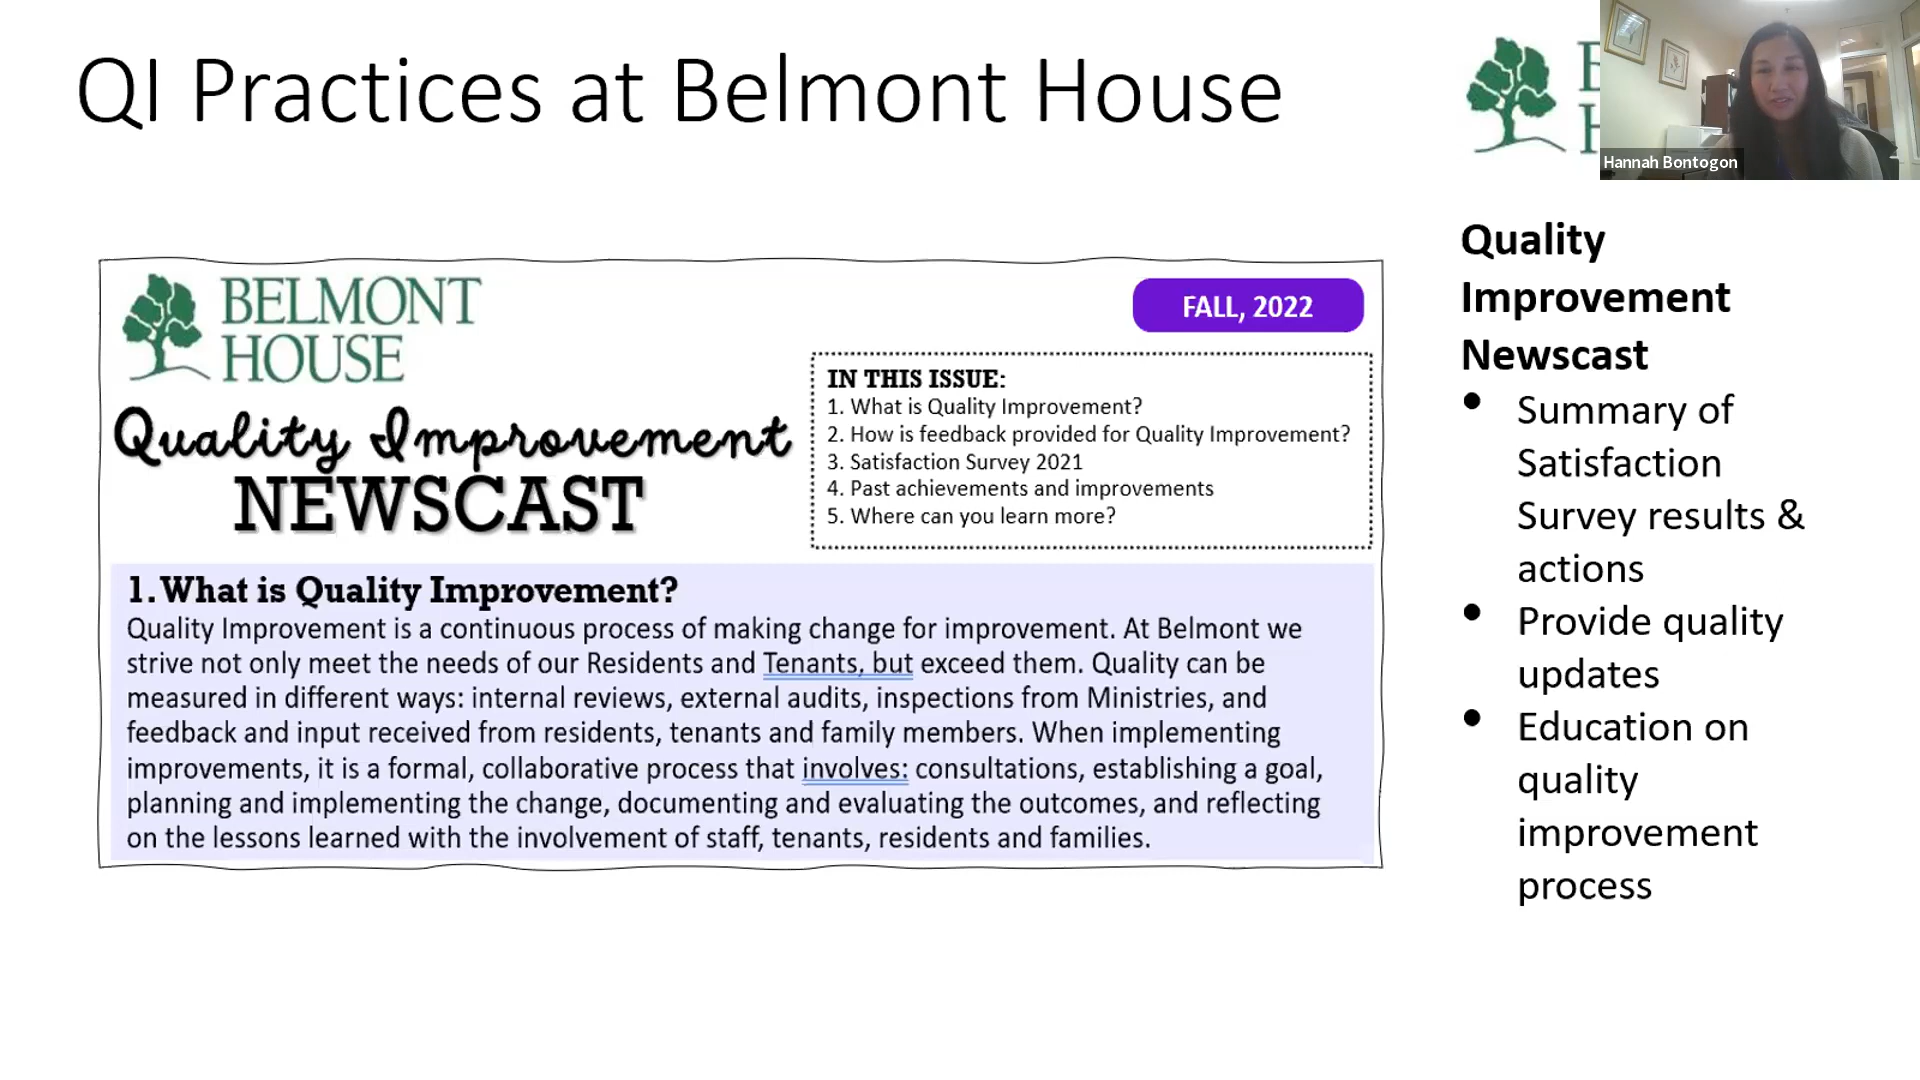 QI Practices at Belmont House
Hannah Bontogon
BELMONT
HOUSE
Quality Improvement
NEWSCAST
FALL, 2022
IN THIS ISSUE:
1. What is Quality Improvement?
2. How is feedback provided for Quality Improvement?
3. Satisfaction Survey 2021
4. Past achievements and improvements
5. Where can you learn more?
1. What is Quality Improvement?
Quality Improvement is a continuous process of making change for improvement. At Belmont we
strive not only meet the needs of our Residents and Tenants, but exceed them. Quality can be
measured in different ways: internal reviews, external audits, inspections from Ministries, and
feedback and input received from residents, tenants and family members. When implementing
improvements, it is a formal, collaborative process that involves: consultations, establishing a goal,
planning and implementing the change, documenting and evaluating the outcomes, and reflecting
on the lessons learned with the involvement of staff, tenants, residents and families.
Quality
Improvement
Newscast
• Summary of
Satisfaction
Survey results &
actions
• Provide quality
updates
• Education on
quality
improvement
process